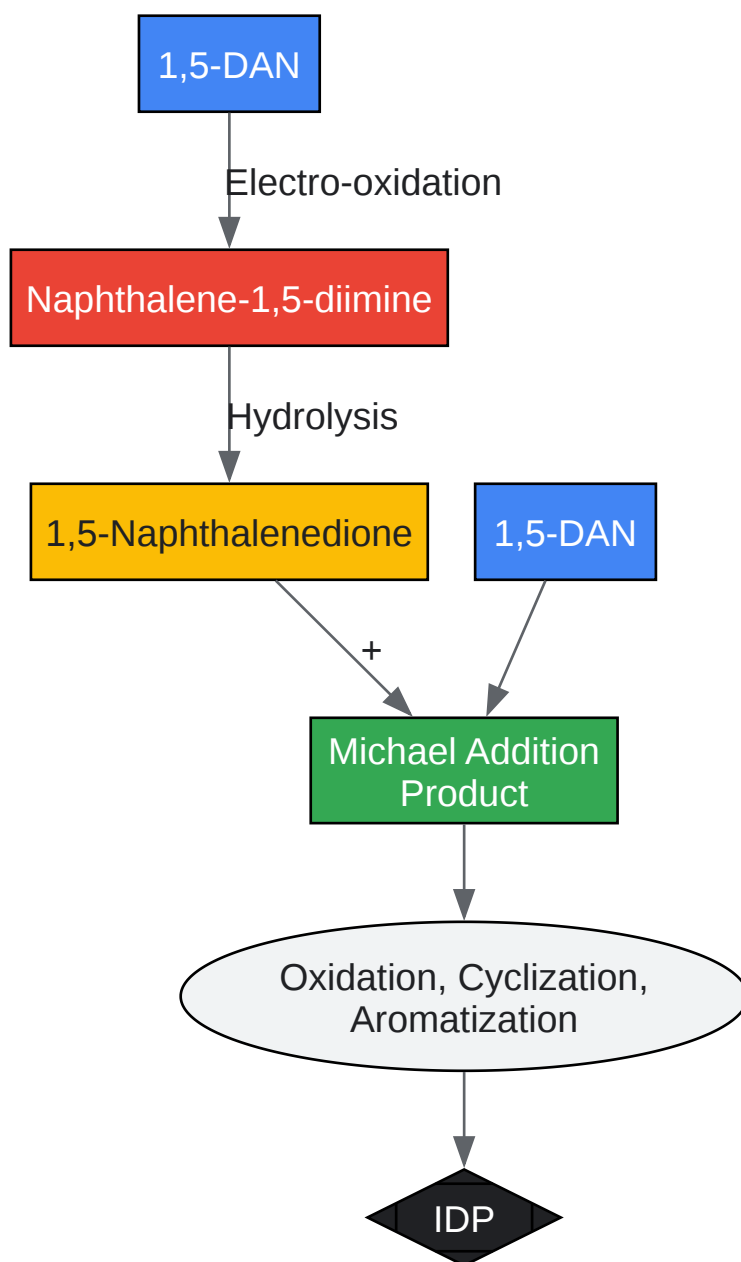 1,5-DAN
Electro-oxidation
Naphthalene-1,5-diimine
Hydrolysis
1,5-Naphthalenedione
1,5-DAN
+
Michael Addition
Product
Oxidation, Cyclization,
Aromatization
IDP